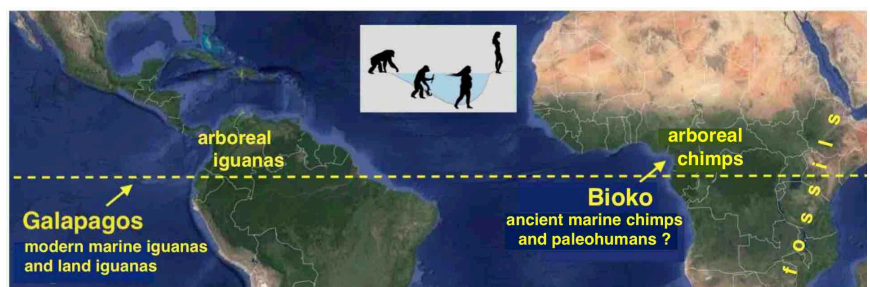 arboreal
iguanas
Galapagos
modern marine iguanas
and land iguanas
arboreal
chimps
Bioko
ancient marine chimps
and paleohumans ?
fossils